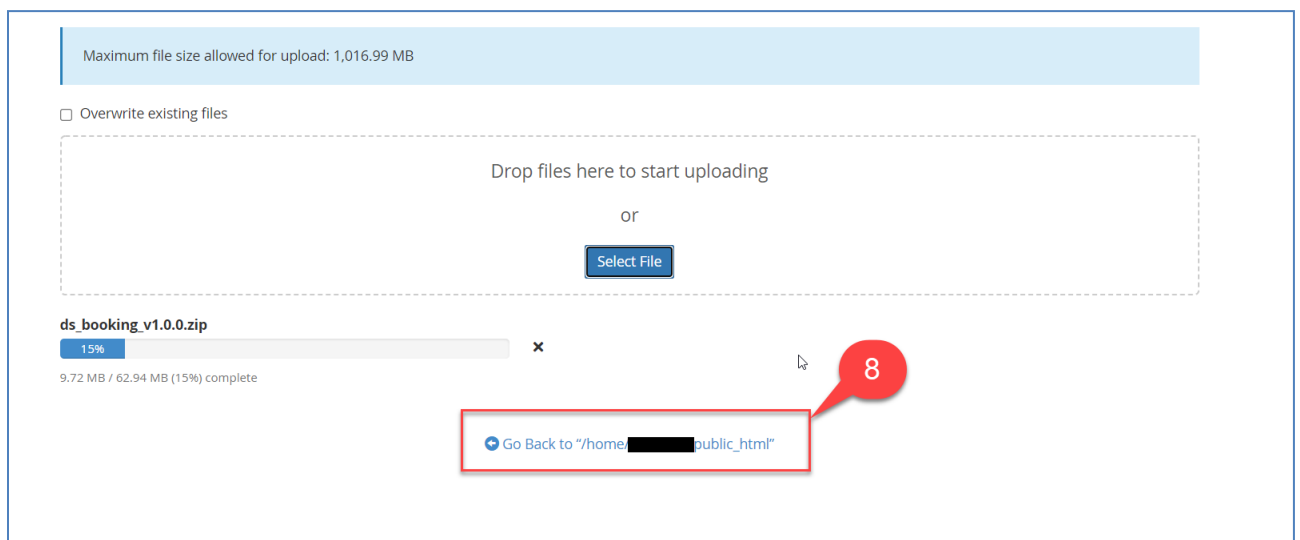 Maximum file size allowed for upload: 1,016.99 MB
Overwrite existing files
Drop files here to start uploading
or
Select File
ds_booking_v1.0.0.zip
15%
9.72 MB / 62.94 MB (15%) complete
8
Go Back to “/home/ public_html”